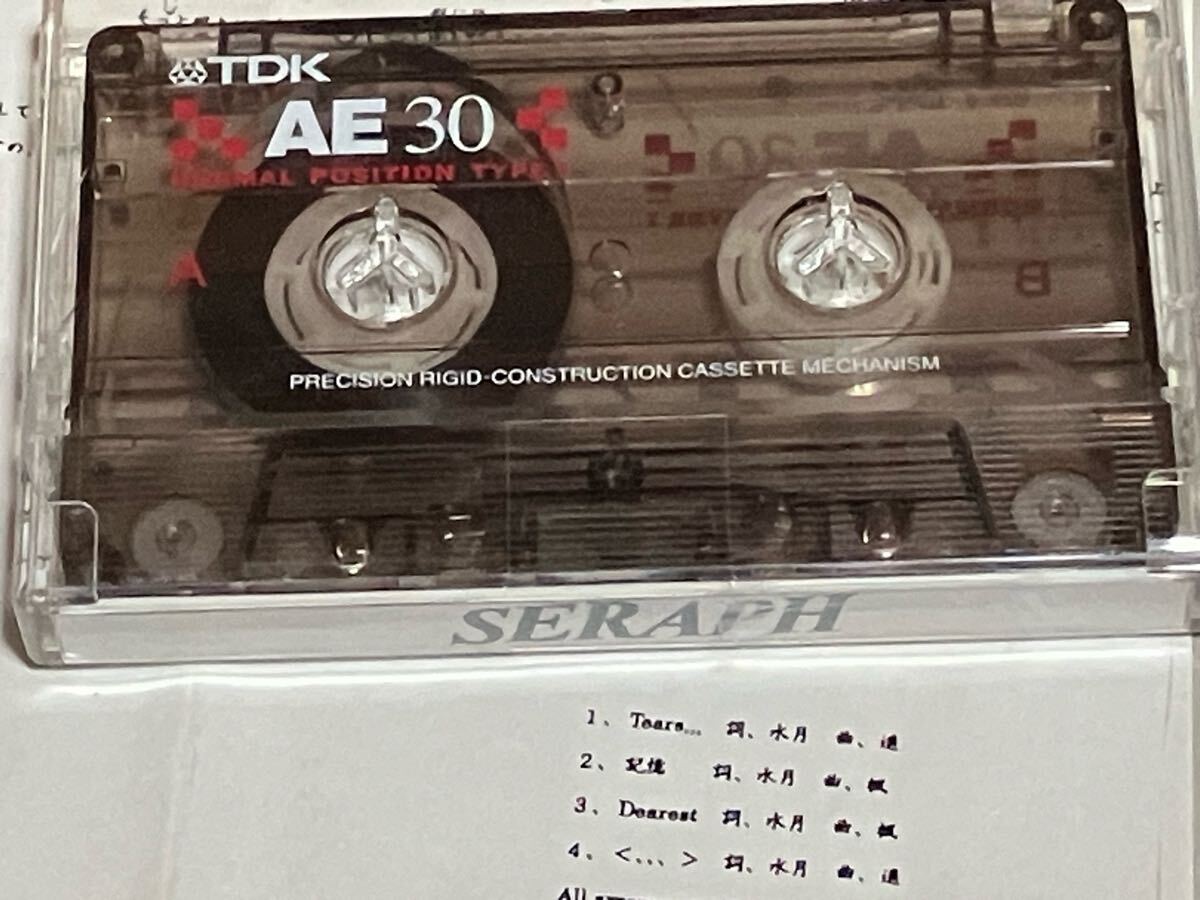 TDK
AE 30
NORMAL POSITION TYPE I
A
B
PRECISION RIGID-CONSTRUCTION CASSETTE MECHANISM
SERAPH
1、Tears... 詞、水月 曲、遥
2、記憶 詞、水月 曲、楓
3、Dearest 詞、水月 曲、楓
4、<...> 詞、水月 曲、遥
All